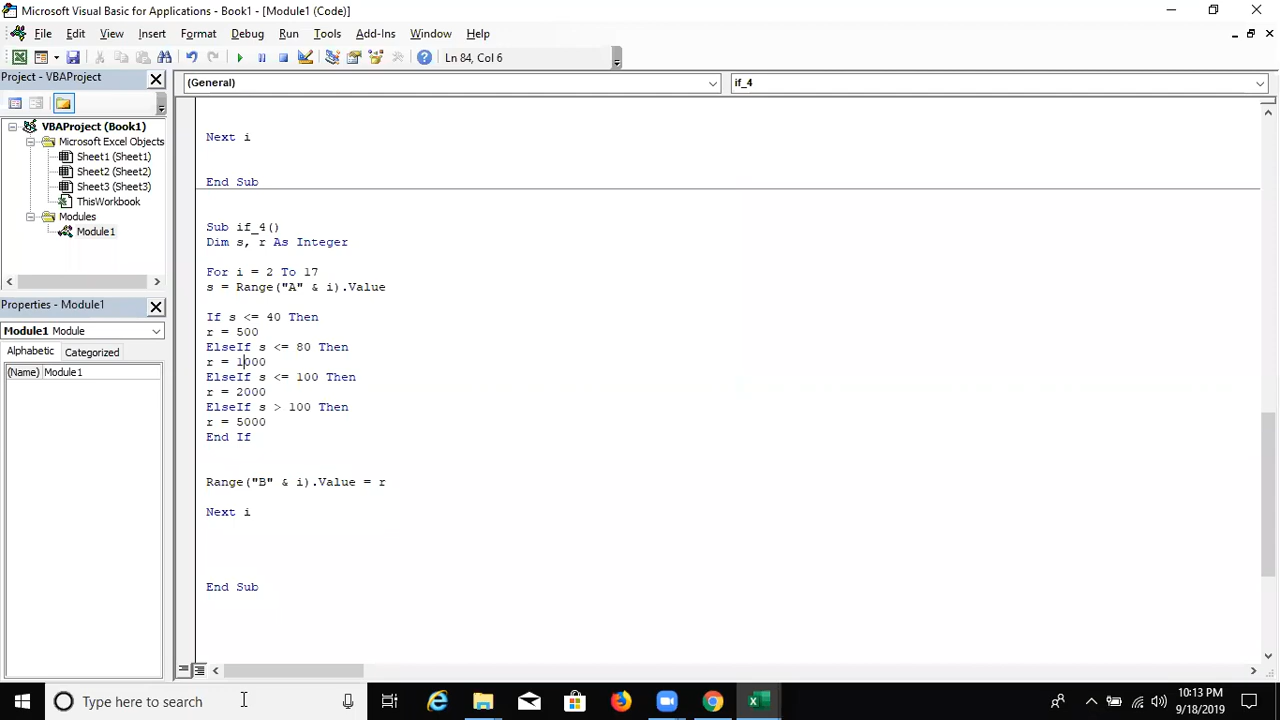 Microsoft Visual Basic for Applications - Book1 - [Module1 (Code)]
File Edit View Insert Format Debug Run Tools Add-Ins Window Help
Ln 84, Col 6
Project - VBAProject
(General)
if_4
VBAProject (Book1)
Microsoft Excel Objects
Sheet1 (Sheet1)
Sheet2 (Sheet2)
Sheet3 (Sheet3)
ThisWorkbook
Modules
Module1
Properties - Module1
Module1 Module
Alphabetic Categorized
(Name) Module1
Next i
End Sub
Sub if_4()
Dim s, r As Integer
For i = 2 To 17
s = Range("A" & i).Value
If s <= 40 Then
r = 500
ElseIf s <= 80 Then
r = 1000
ElseIf s <= 100 Then
r = 2000
ElseIf s > 100 Then
r = 5000
End If
Range("B" & i).Value = r
Next i
End Sub
Type here to search
10:13 PM
9/18/2019